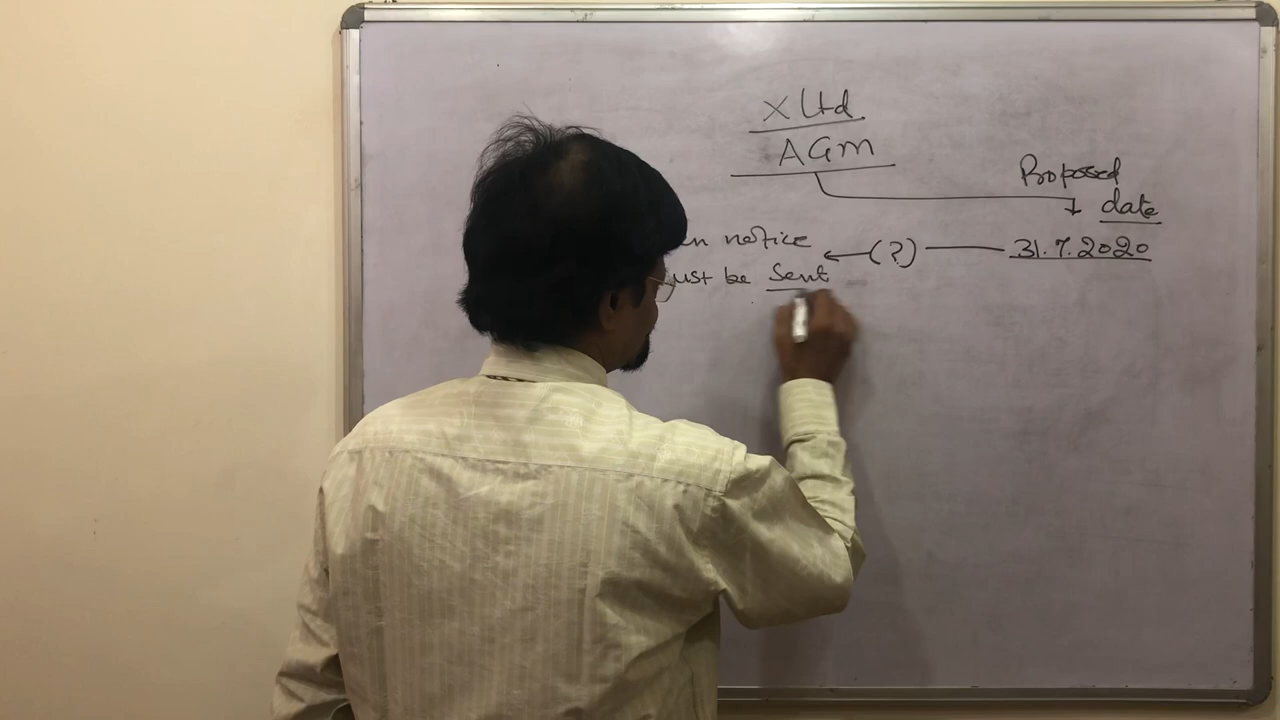 X Ltd
AGM
Proposed
date
notice ← (?) — 31.7.2020
be Sent